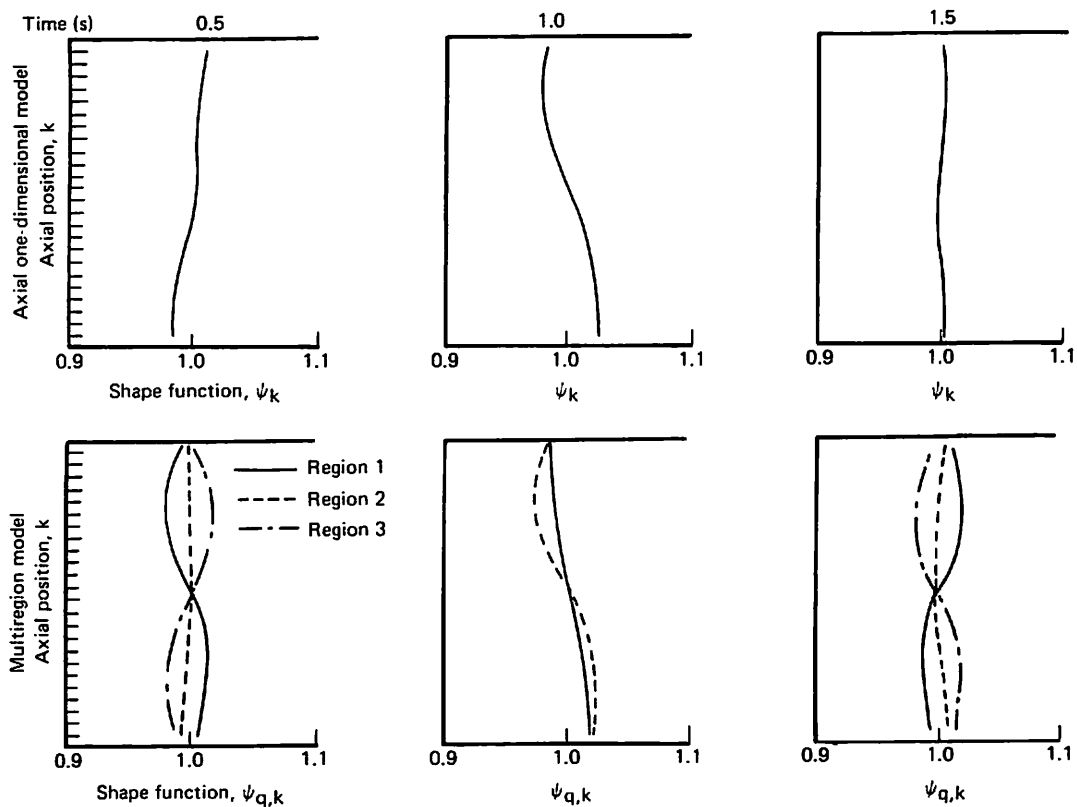 Time (s)
0.5
1.0
1.5
Axial one-dimensional model
Axial position, k
0.9
1.0
1.1
Shape function, ψk
0.9
1.0
1.1
ψk
0.9
1.0
1.1
ψk
Multiregion model
Axial position, k
Region 1
Region 2
Region 3
0.9
1.0
1.1
Shape function, ψq,k
0.9
1.0
1.1
ψq,k
0.9
1.0
1.1
ψq,k